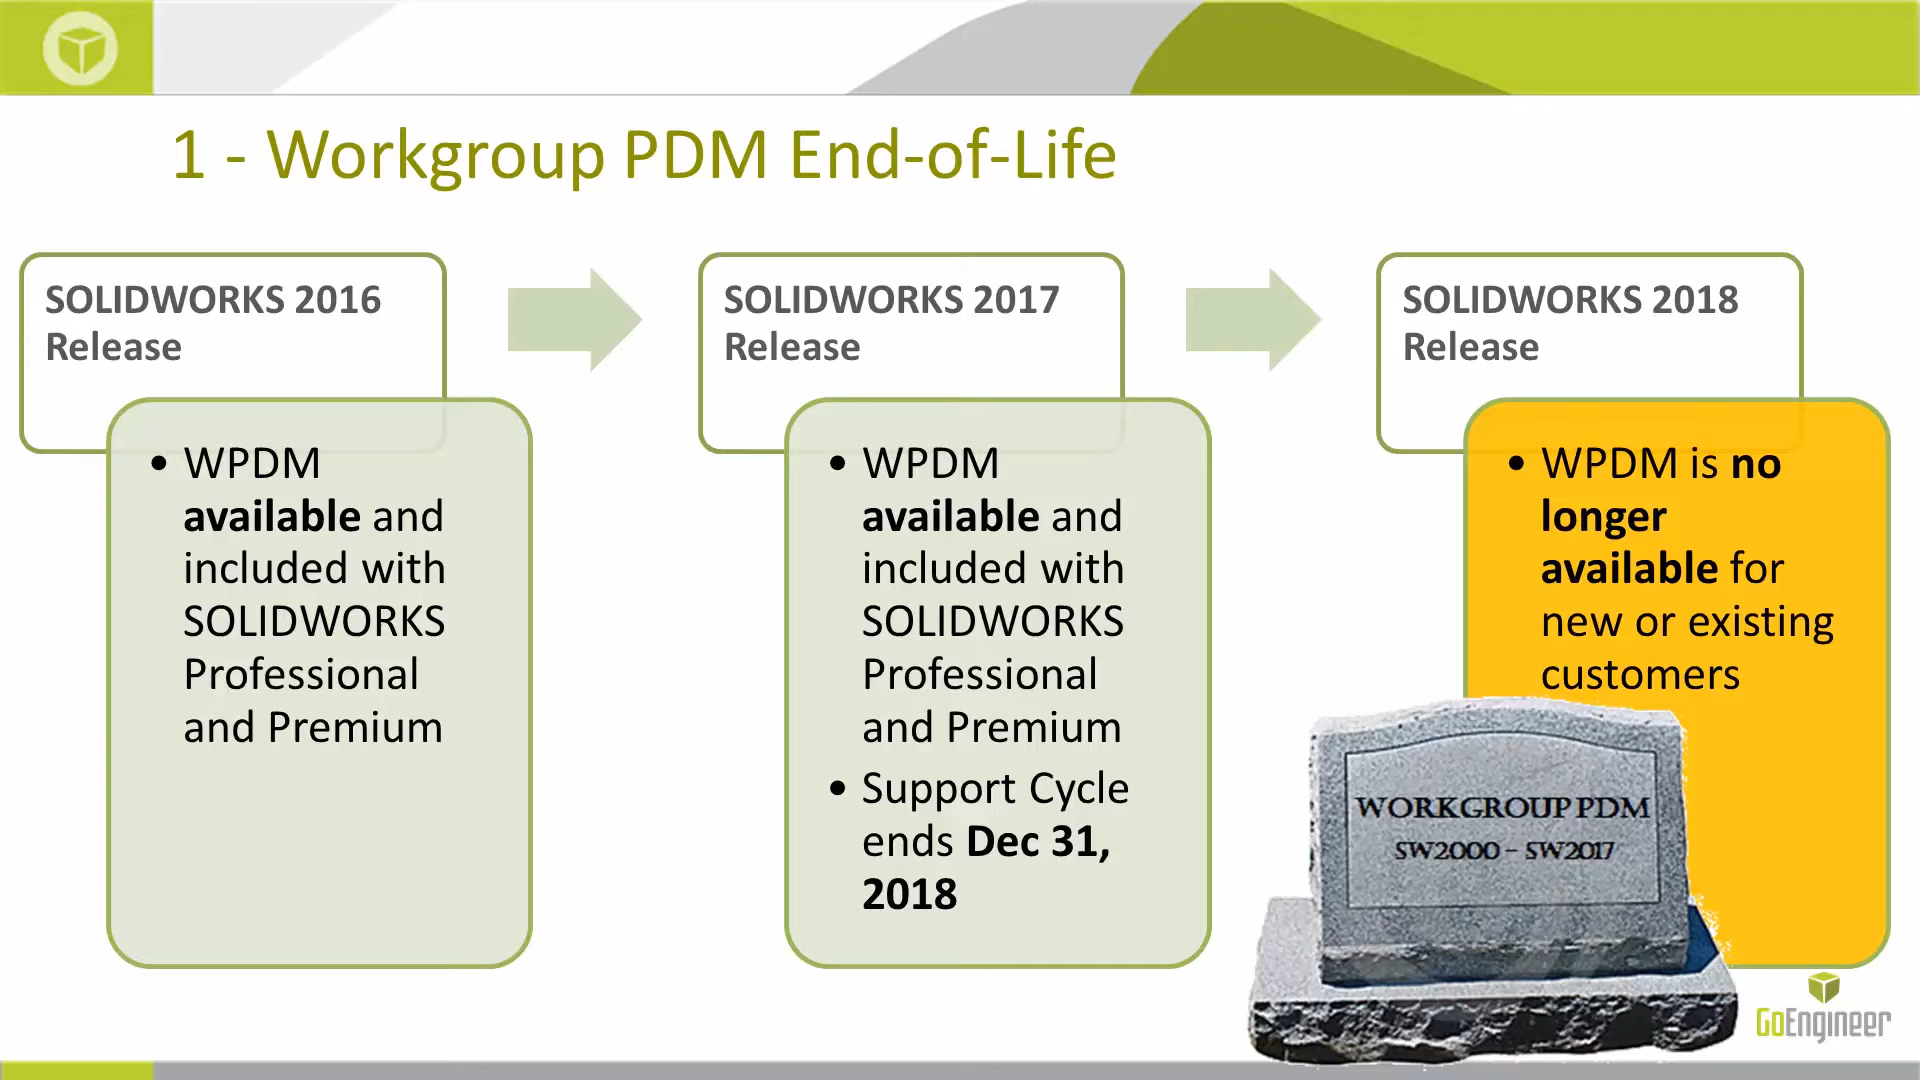 1 - Workgroup PDM End-of-Life
SOLIDWORKS 2016
Release
• WPDM
available and
included with
SOLIDWORKS
Professional
and Premium
SOLIDWORKS 2017
Release
• WPDM
available and
included with
SOLIDWORKS
Professional
and Premium
• Support Cycle
ends Dec 31,
2018
SOLIDWORKS 2018
Release
• WPDM is no
longer
available for
new or existing
customers
WORKGROUP PDM
SW2000 - SW2017
GoEngineer